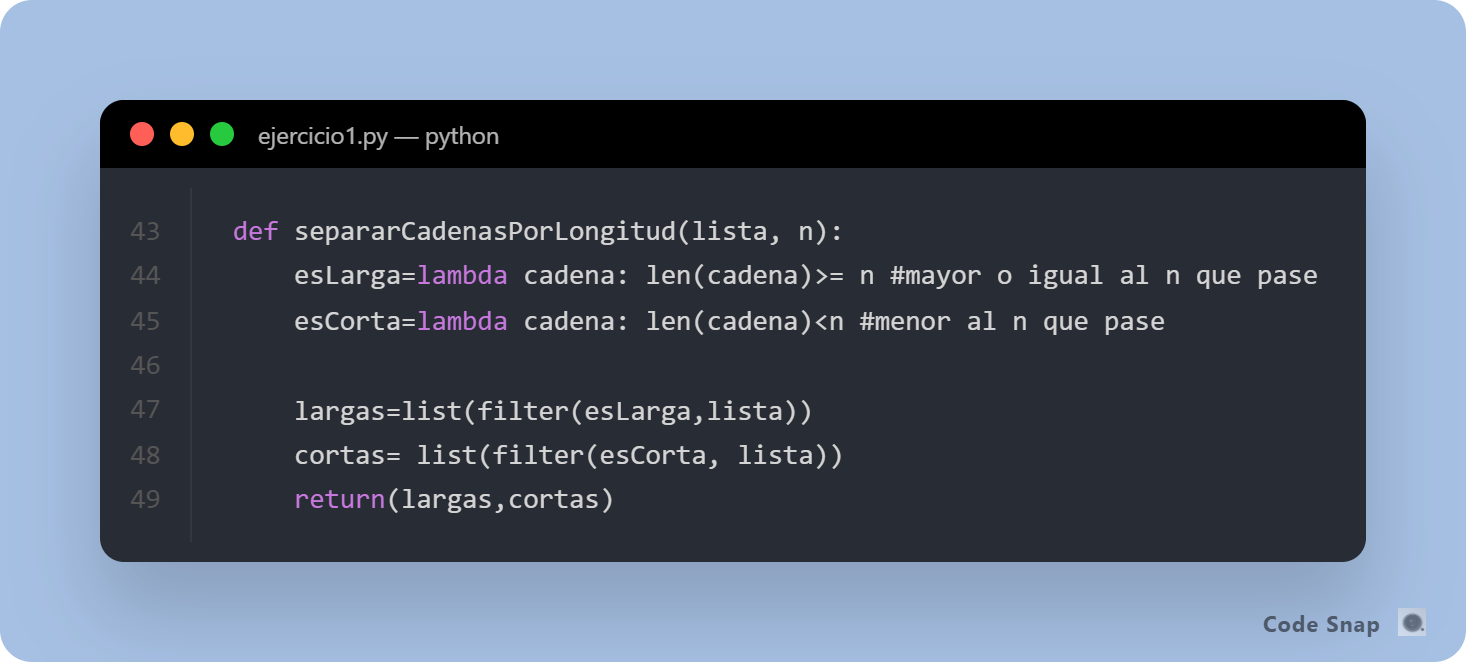 ejercicio1.py — python
43 def separarCadenasPorLongitud(lista, n):
44 esLarga=lambda cadena: len(cadena)>= n #mayor o igual al n que pase
45 esCorta=lambda cadena: len(cadena)<n #menor al n que pase
46
47 largas=list(filter(esLarga,lista))
48 cortas= list(filter(esCorta, lista))
49 return(largas,cortas)
Code Snap